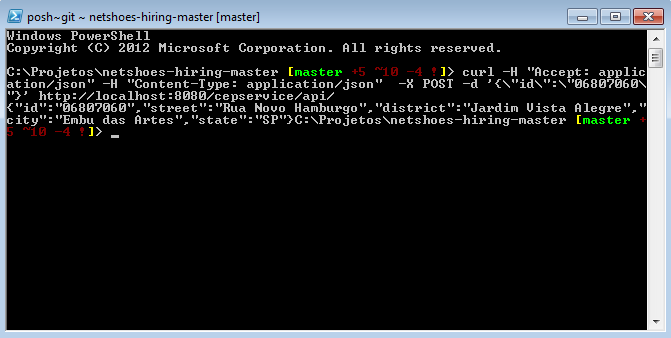 posh~git ~ netshoes-hiring-master [master]
Windows PowerShell
Copyright (C) 2012 Microsoft Corporation. All rights reserved.
C:\Projetos\netshoes-hiring-master [master +5 ~10 -4 !]> curl -H "Accept: applic
ation/json" -H "Content-Type: application/json"  -X POST -d '{\"id\":\"06807060\
"}' http://localhost:8080/cepservice/api/
{"id":"06807060","street":"Rua Novo Hamburgo","district":"Jardim Vista Alegre","
city":"Embu das Artes","state":"SP"}C:\Projetos\netshoes-hiring-master [master +
5 ~10 -4 !]> _